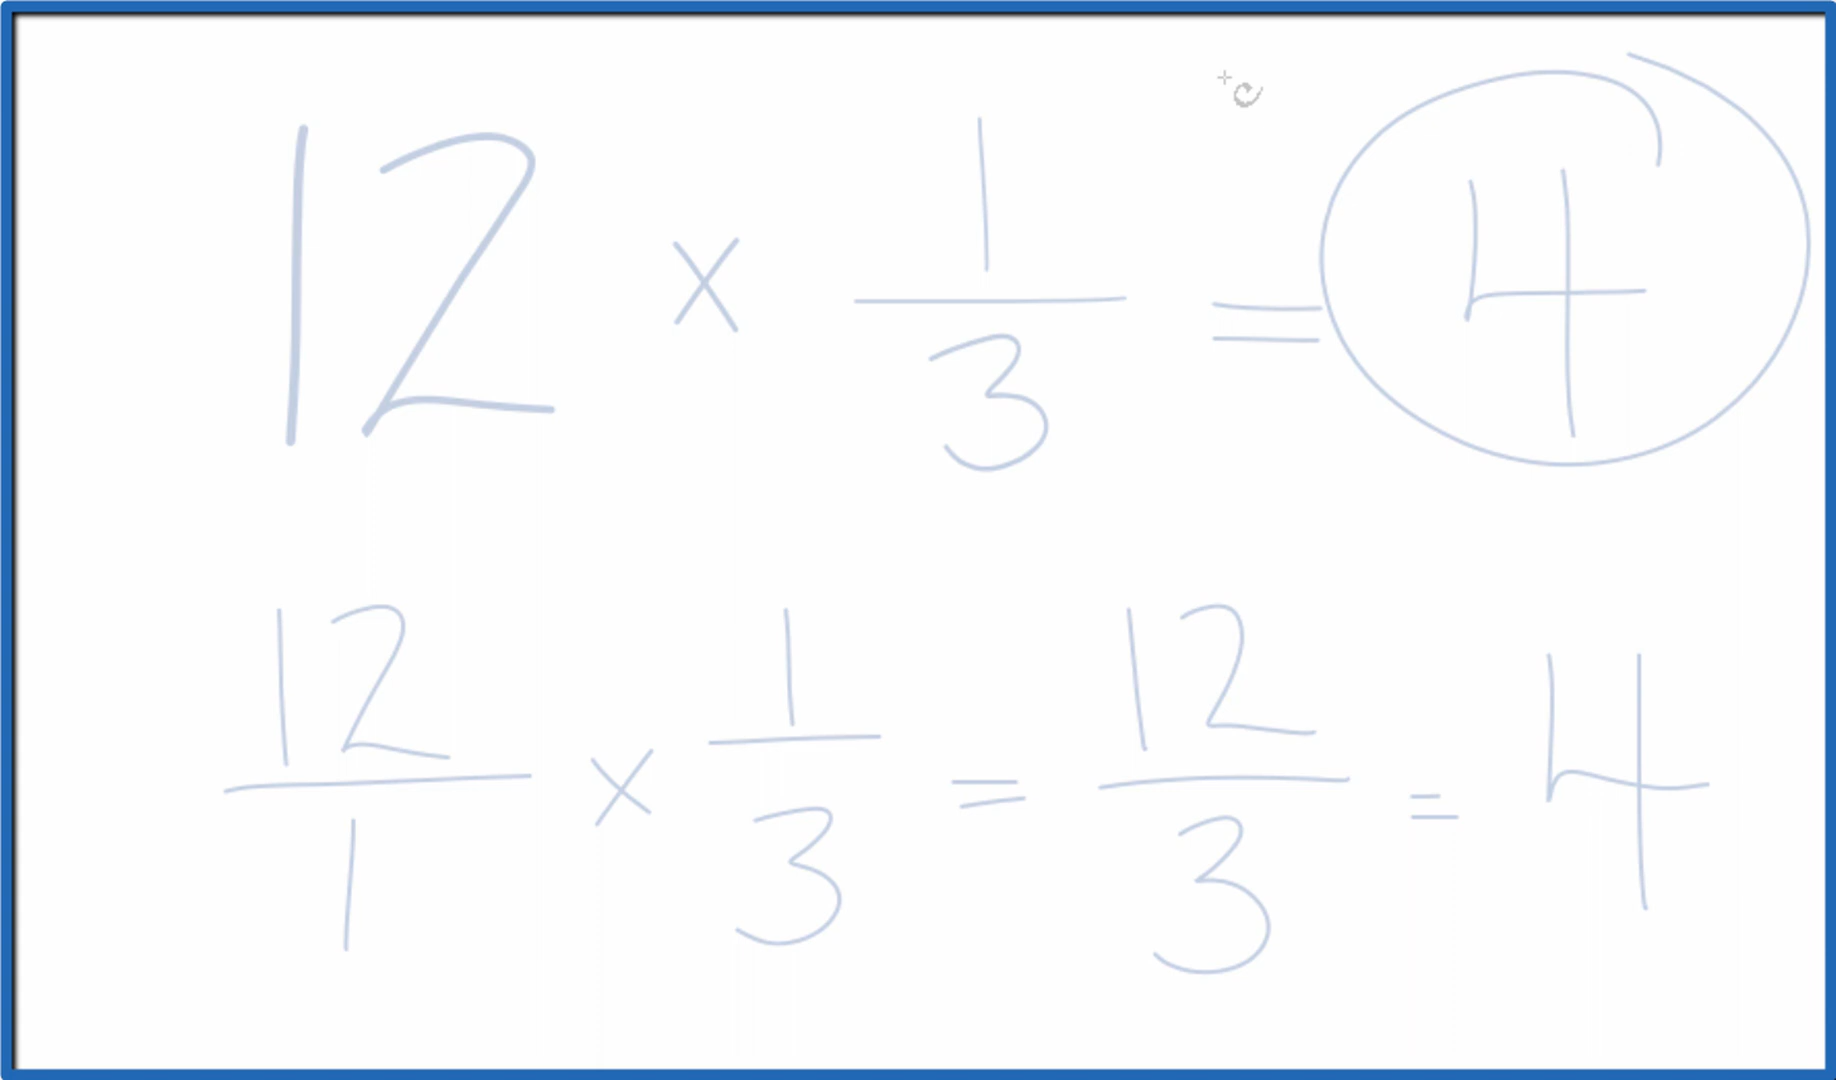 12 × 1/3 = 4
12/1 × 1/3 = 12/3 = 4